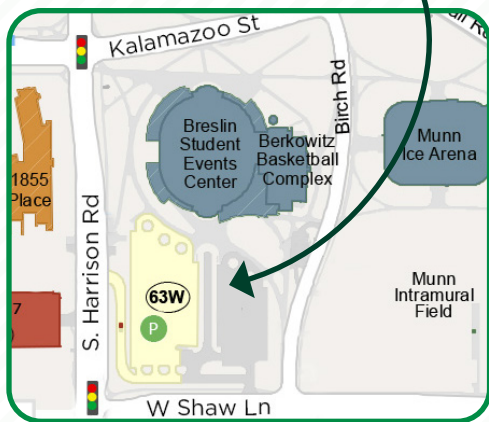 Kalamazoo St
Birch Rd
Breslin
Student
Events
Center
Berkowitz
Basketball
Complex
Munn
Ice Arena
1855
Place
S. Harrison Rd
63W
P
Munn
Intramural
Field
7
W Shaw Ln